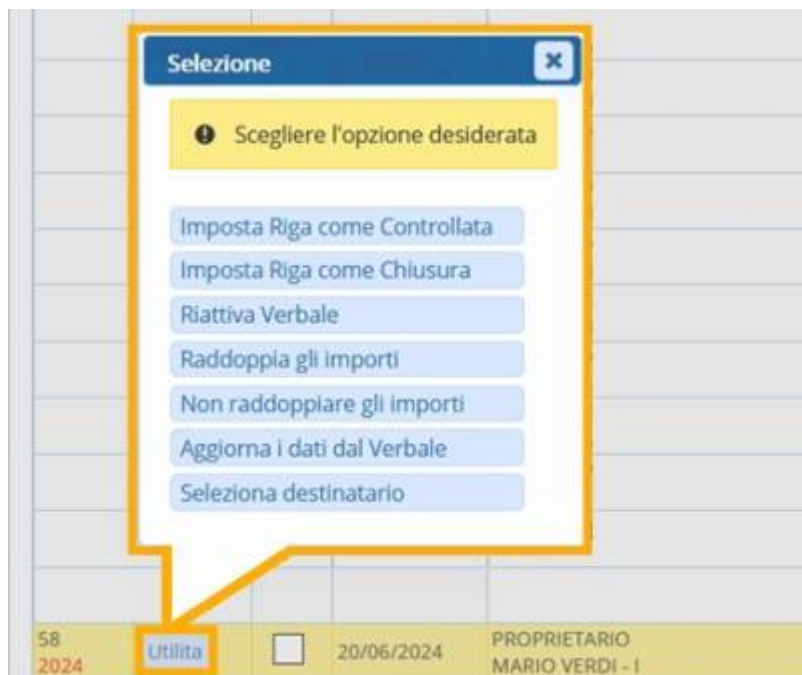 Selezione
Scegliere l'opzione desiderata
Imposta Riga come Controllata
Imposta Riga come Chiusura
Riattiva Verbale
Raddoppia gli importi
Non raddoppiare gli importi
Aggiorna i dati dal Verbale
Seleziona destinatario
58 Utilita 20/06/2024 PROPRIETARIO
2024 MARIO VERDI - I